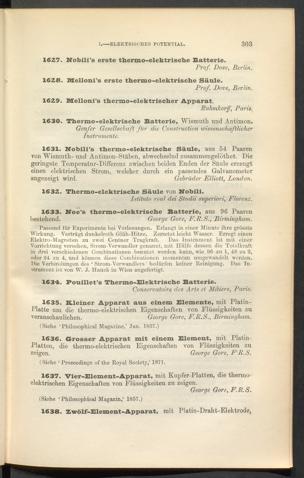 1.—ELEKTRISCHES POTENTIAL. 303
1627. Nobili's erste thermo-elektrische Batterie.
Prof. Dove, Berlin.
1628. Melloni's erste thermo-elektrische Säule.
Prof. Dove, Berlin.
1629. Melloni's thermo-elektrischer Apparat.
Ruhmkorff, Paris.
1630. Thermo-elektrische Batterie, Wismuth und Antimon.
Genfer Gesellschaft für die Construction wissenschaftlicher
Instrumente.
1631. Nobili's thermo-elektrische Säule, aus 54 Paaren
von Wismuth- und Antimon-Stäben, abwechselnd zusammengelöthet. Die
geringste Temperatur-Differenz zwischen beiden Enden der Säule erzeugt
einen elektrischen Strom, welcher durch ein passendes Galvanometer
angezeigt wird. Gebrüder Elliott, London.
1632. Thermo-elektrische Säule von Nobili.
Istituto real dei Studii superiori, Florenz.
1633. Noe's thermo-elektrische Batterie, aus 96 Paaren
bestehend. George Gore, F.R.S., Birmingham.
Passend für Experimente bei Vorlesungen. Erlangt in einer Minute ihre grösste
Wirkung. Verträgt dunkelroth Glüh-Hitze. Zersetzt leicht Wasser. Erregt einen
Elektro-Magneten zu zwei Centner Tragkraft. Das Instrument ist mit einer
Vorrichtung versehen, Strom-Verwandler genannt, mit Hülfe dessen die Totalkraft
in drei verschiedenen Combinationen benutzt werden kann, wie 96 zu 1, 48 zu 2,
oder 24 zu 4, und können diese Combinationen momentan umgewandelt werden.
Die Verbindungen des "Strom-Verwandlers" bedürfen keiner Reinigung. Das In-
strument ist von W. J. Hauck in Wien angefertigt.
1634. Pouillet's Thermo-Elektrische Batterie.
Conservatoire des Arts et Métiers, Paris.
1635. Kleiner Apparat aus einem Elemente, mit Platin-
Platte um die thermo-elektrischen Eigenschaften von Flüssigkeiten zu
veranschaulichen. George Gore, F.R.S., Birmingham.
(Siehe 'Philosophical Magazine,' Jan. 1857.)
1636. Grosser Apparat mit einem Element, mit Platin-
Platten, die thermo-elektrischen Eigenschaften von Flüssigkeiten zu
zeigen. George Gore, F.R.S.
(Siehe 'Proceedings of the Royal Society,' 1871.
1637. Vier-Element-Apparat, mit Kupfer-Platten, die thermo-
elektrischen Eigenschaften von Flüssigkeiten zu zeigen.
George Gore, F.R.S.
(Siehe 'Philosophical Magazin,' 1857.)
1638. Zwölf-Element-Apparat, mit Platin-Draht-Elektrode,